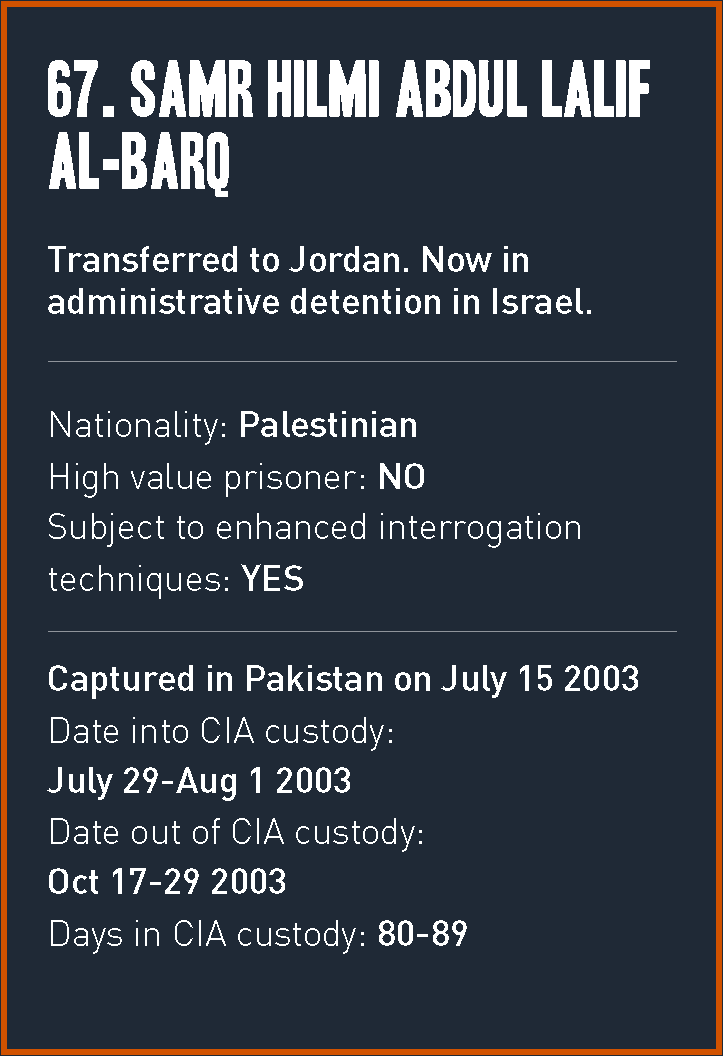 67. SAMR HILMI ABDUL LALIF
AL-BARQ
Transferred to Jordan. Now in
administrative detention in Israel.
Nationality: Palestinian
High value prisoner: NO
Subject to enhanced interrogation
techniques: YES
Captured in Pakistan on July 15 2003
Date into CIA custody:
July 29-Aug 1 2003
Date out of CIA custody:
Oct 17-29 2003
Days in CIA custody: 80-89